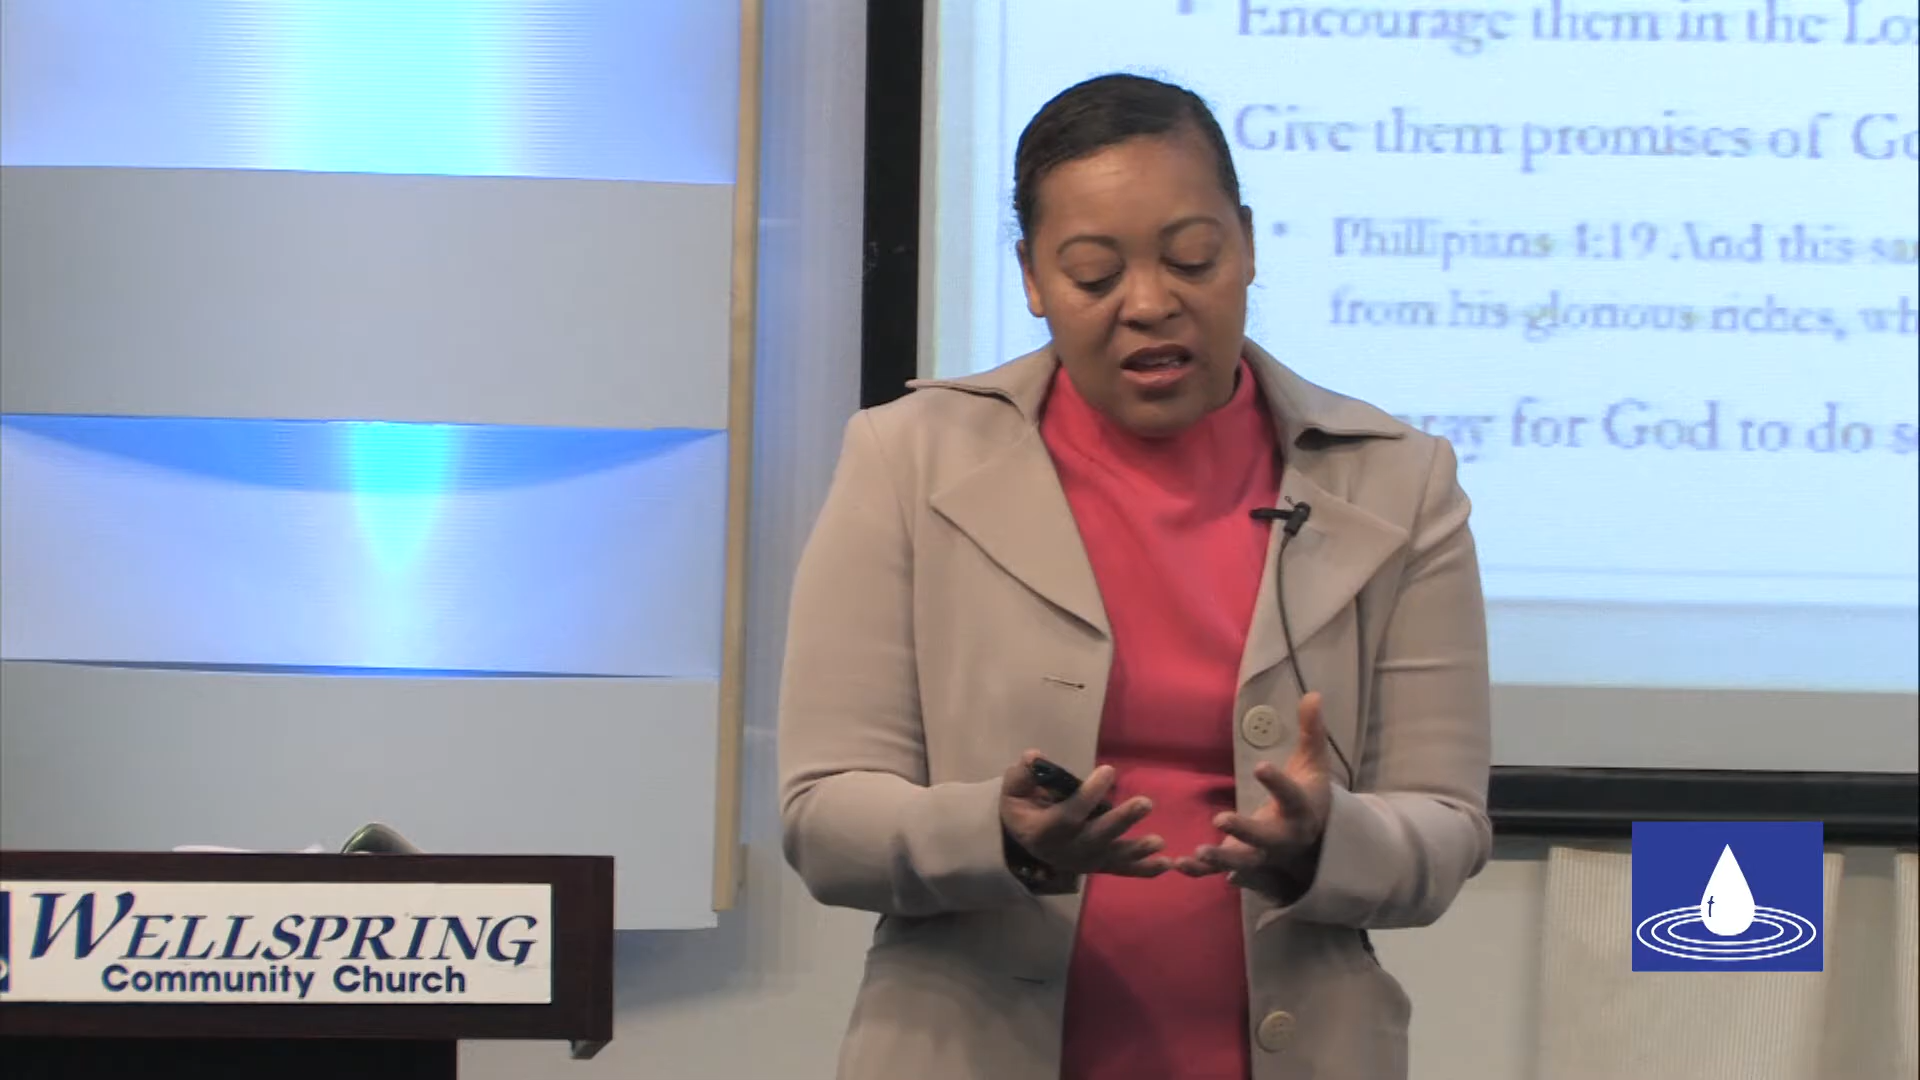 Encourage them in the Lo
Give them promises of Go
Phillipians 4:19 And this sa
from his glorious riches, wh
pray for God to do s
WELLSPRING
Community Church